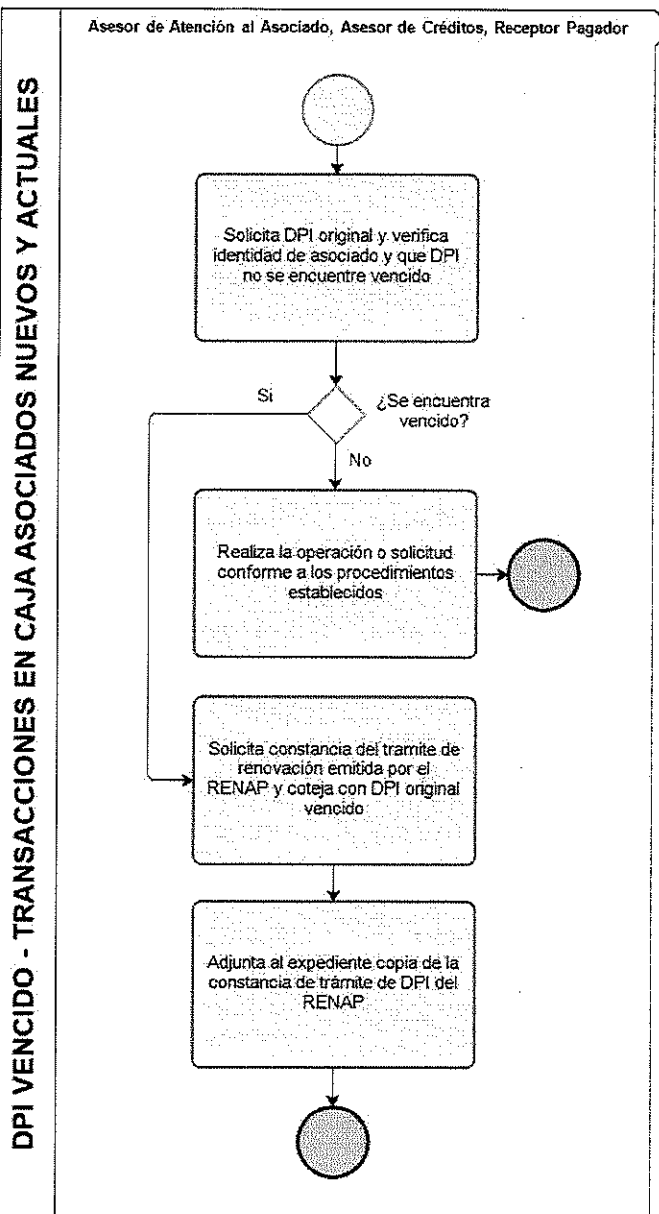 DPI VENCIDO - TRANSACCIONES EN CAJA ASOCIADOS NUEVOS Y ACTUALES
Asesor de Atención al Asociado, Asesor de Créditos, Receptor Pagador
Solicita DPI original y verifica
identidad de asociado y que DPI
no se encuentre vencido
Si
¿Se encuentra
vencido?
No
Realiza la operación o solicitud
conforme a los procedimientos
establecidos
Solicita constancia del tramite de
renovación emitida por el
RENAP y coteja con DPI original
vencido
Adjunta al expediente copia de la
constancia de trámite de DPI del
RENAP